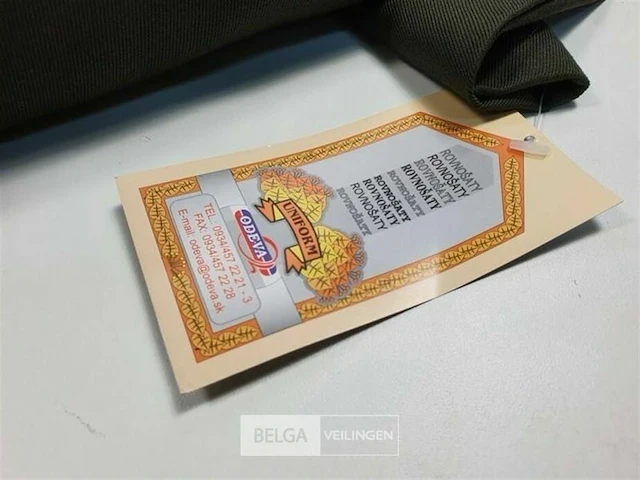 ROVNOŠATY
ROVNOŠATY
ROVNOŠATY
ROVNOŠATY
ROVNOŠATY
ROVNOŠATY
ROVNOŠATY
ROVNOŠATY
ROVNOŠATY
UNIFORM
ODEVA
TEL. 0934/457 22 21 - 3
FAX: 0934/457 22 28
E-mail: odeva@odeva.sk
BELGA VEILINGEN